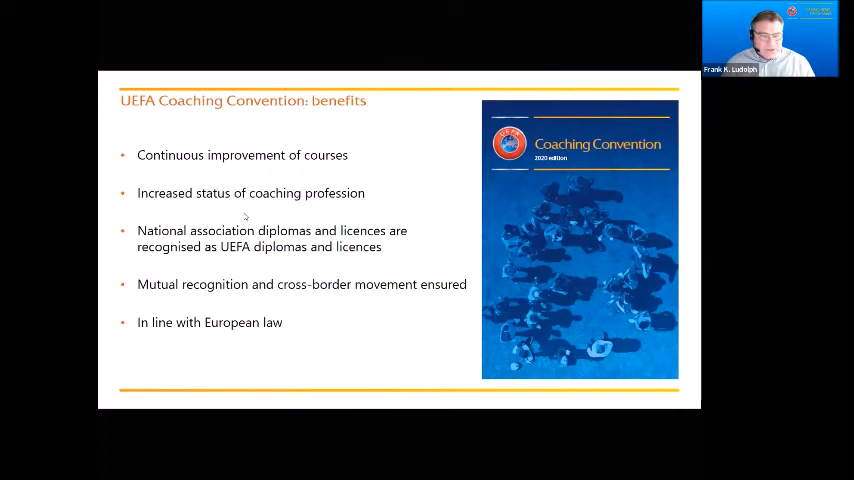 Frank K. Ludolph
UEFA Coaching Convention: benefits
• Continuous improvement of courses
• Increased status of coaching profession
• National association diplomas and licences are
recognised as UEFA diplomas and licences
• Mutual recognition and cross-border movement ensured
• In line with European law
UEFA
Coaching Convention
2020 edition